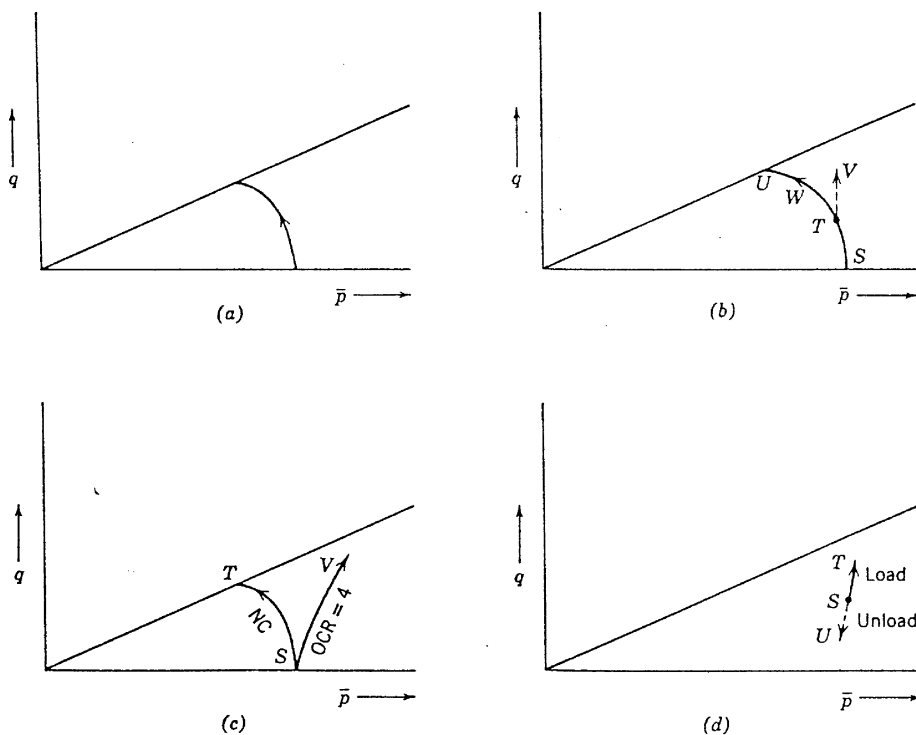 q
p̄
(a)
q
U
W
V
T
S
p̄
(b)
q
T
V
NC
OCR = 4
S
p̄
(c)
q
T
Load
S
Unload
U
p̄
(d)